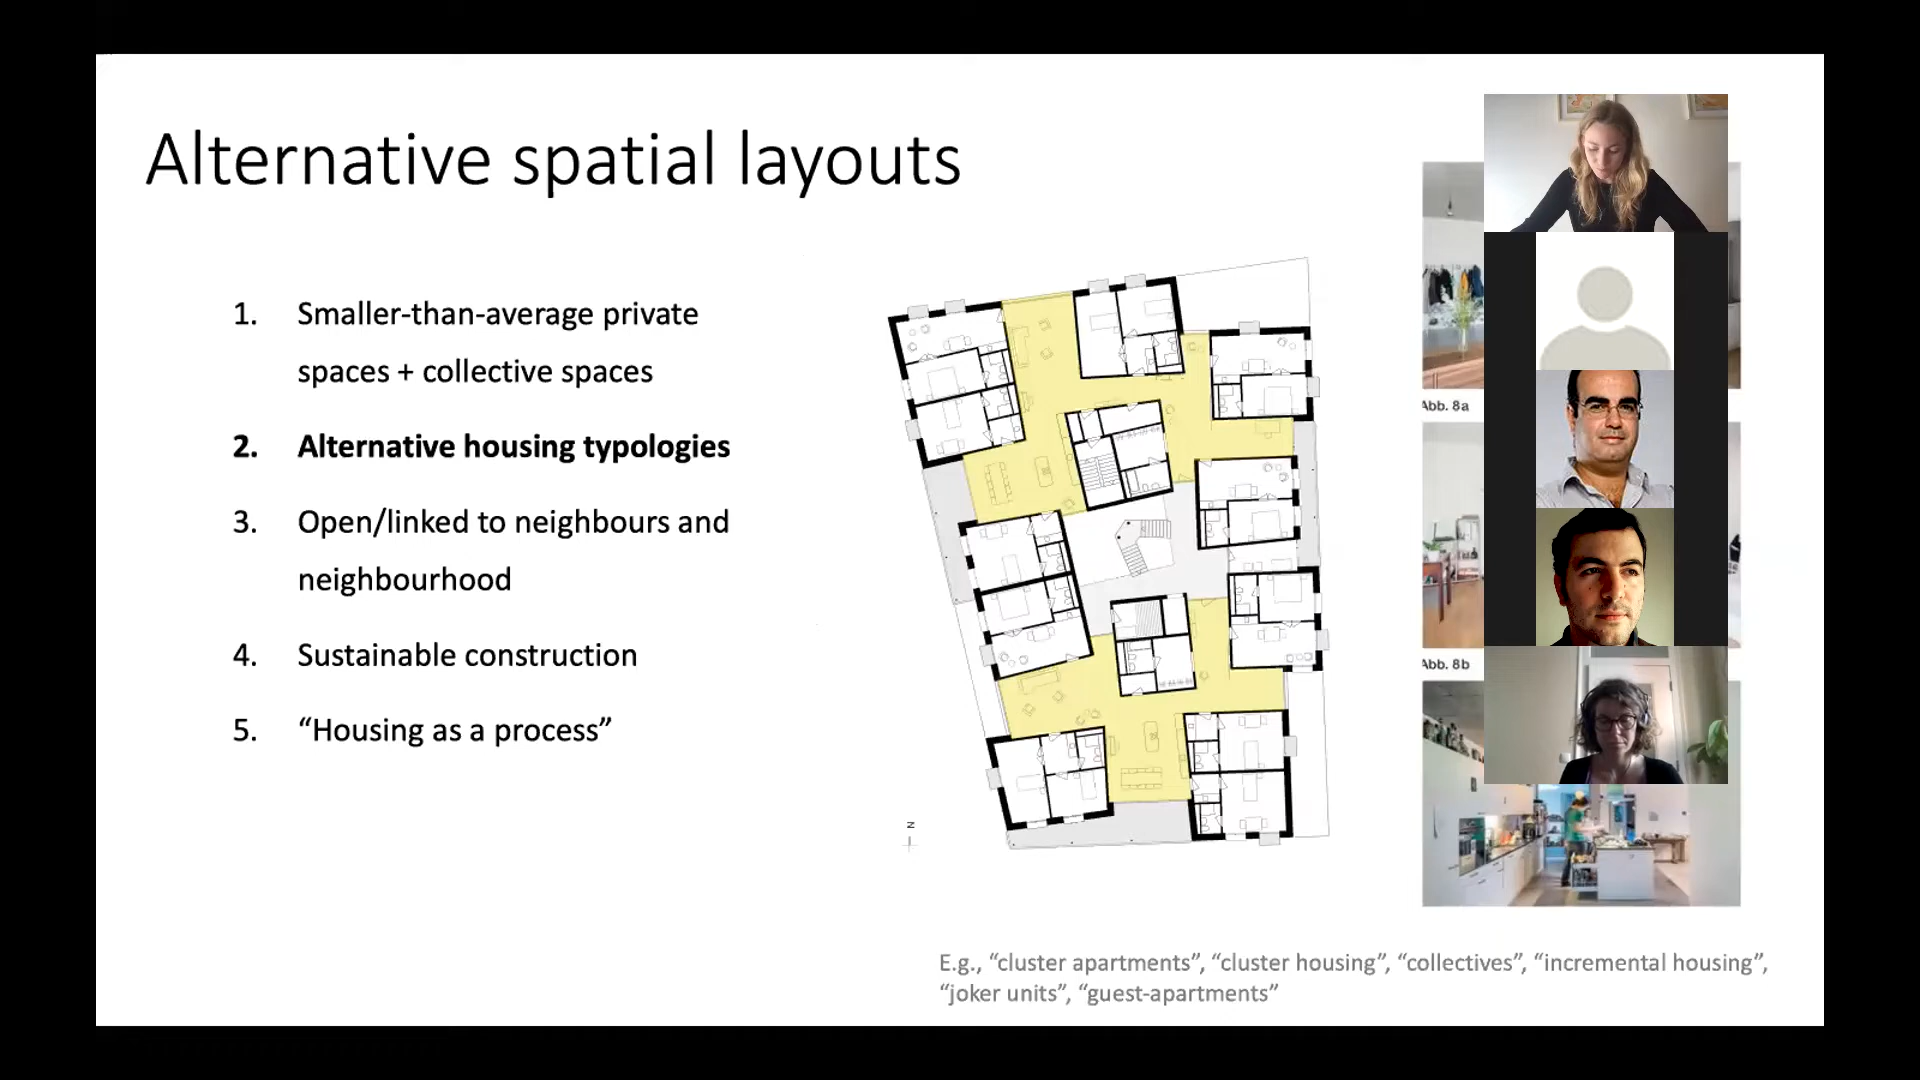 Alternative spatial layouts
1. Smaller-than-average private
spaces + collective spaces
2. Alternative housing typologies
3. Open/linked to neighbours and
neighbourhood
4. Sustainable construction
5. “Housing as a process”
Abb. 8a
Abb. 8b
N
E.g., “cluster apartments”, “cluster housing”, “collectives”, “incremental housing”,
“joker units”, “guest-apartments”